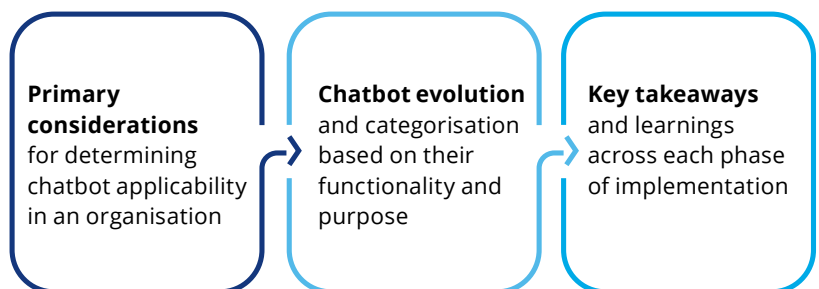 Primary
considerations
for determining
chatbot applicability
in an organisation
Chatbot evolution
and categorisation
based on their
functionality and
purpose
Key takeaways
and learnings
across each phase
of implementation